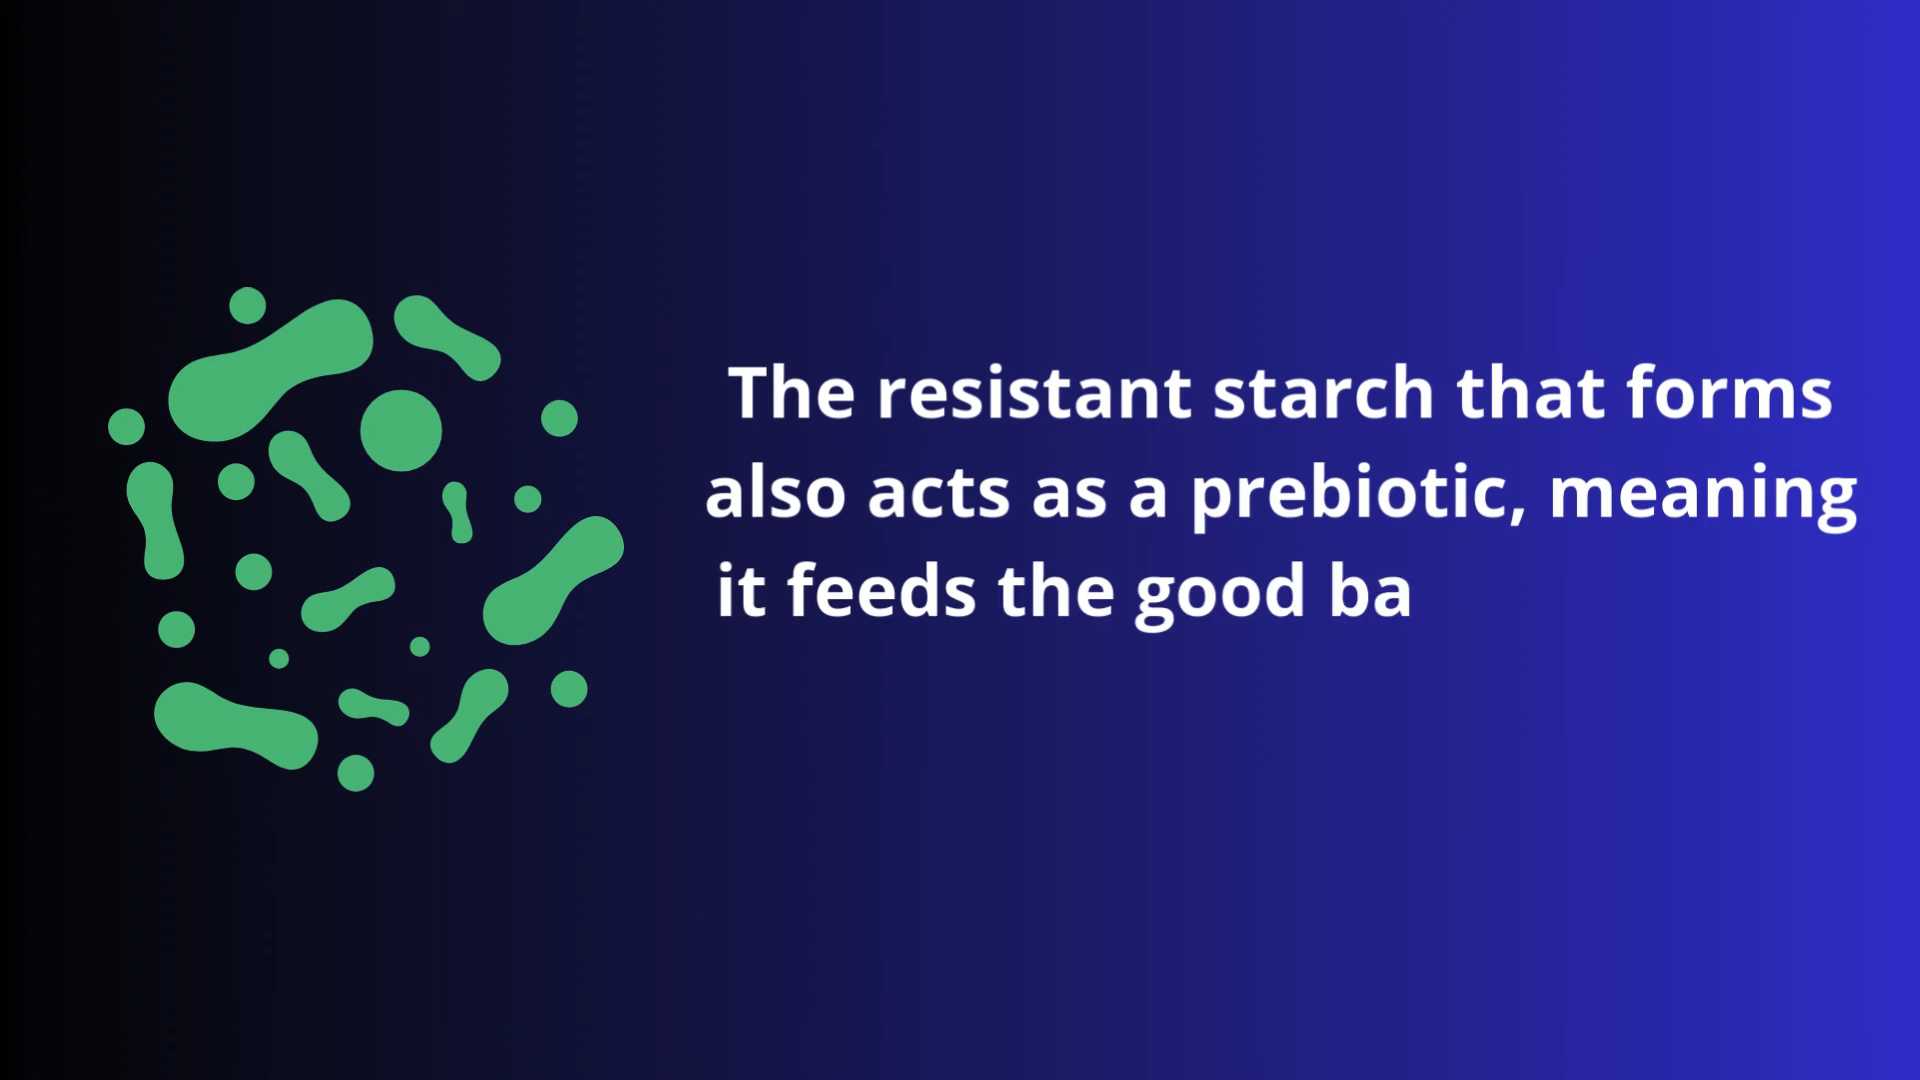 The resistant starch that forms
also acts as a prebiotic, meaning
it feeds the good ba